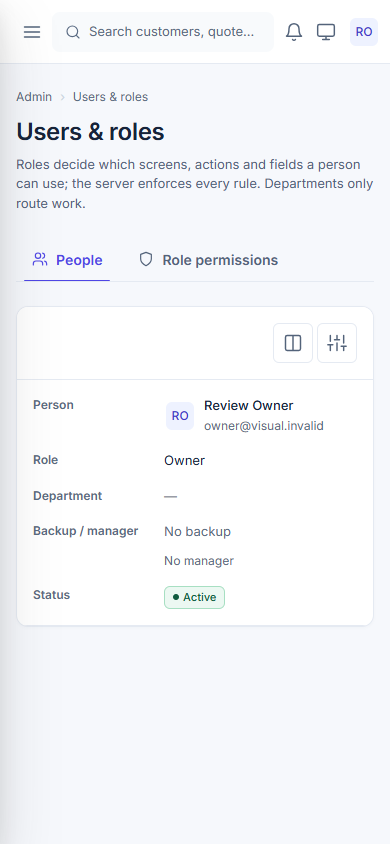 Search customers, quote...
RO
Admin > Users & roles
Users & roles
Roles decide which screens, actions and fields a person
can use; the server enforces every rule. Departments only
route work.
People
Role permissions
Person
RO
Review Owner
owner@visual.invalid
Role
Owner
Department
—
Backup / manager
No backup
No manager
Status
Active